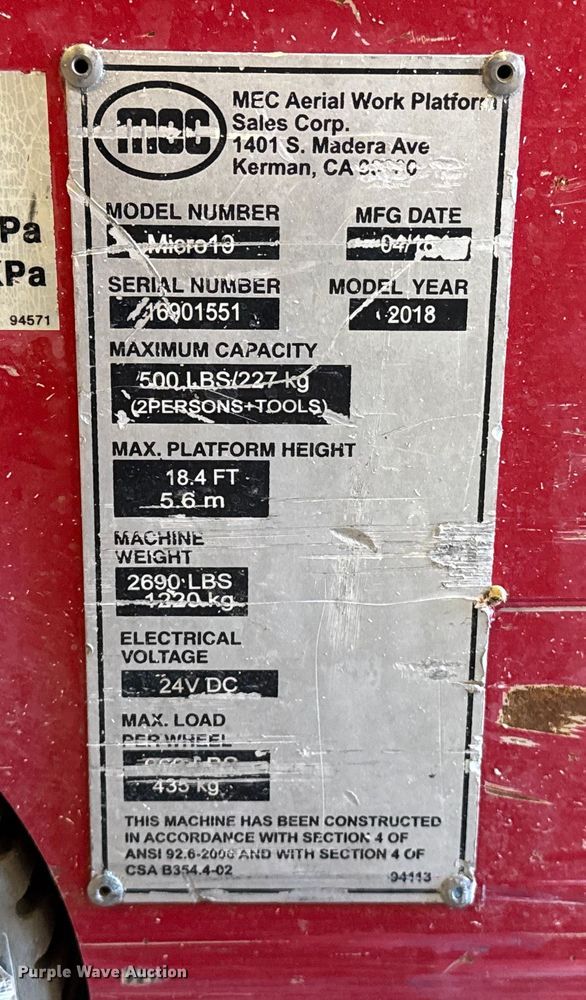 Pa
KPa
94571
mec
MEC Aerial Work Platform
Sales Corp.
1401 S. Madera Ave
Kerman, CA
MODEL NUMBER
MFG DATE
04/18
SERIAL NUMBER
MODEL YEAR
16901551
2018
MAXIMUM CAPACITY
500 LBS/227 kg
(2PERSONS+TOOLS)
MAX. PLATFORM HEIGHT
18.4 FT
5.6 m
MACHINE
WEIGHT
2690 LBS
1220 kg
ELECTRICAL
VOLTAGE
24V DC
MAX. LOAD
PER WHEEL
LBS
435 kg
THIS MACHINE HAS BEEN CONSTRUCTED
IN ACCORDANCE WITH SECTION 4 OF
ANSI 92.6-2006 AND WITH SECTION 4 OF
CSA B354.4-02
94113
Purple Wave Auction